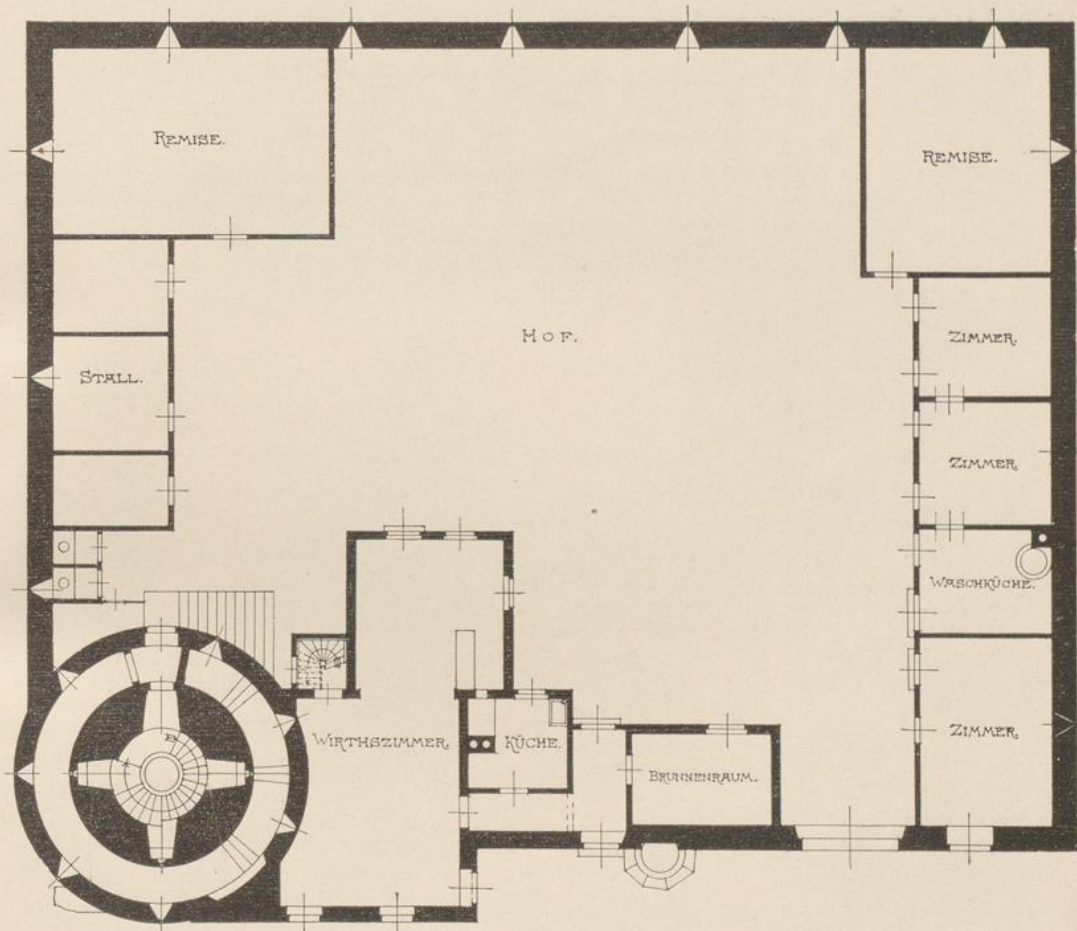 REMISE.
REMISE.
HOF.
ZIMMER.
STALL.
ZIMMER
WASCHKÜCHE.
WIRTHSZIMMER.
KÜCHE.
ZIMMER.
BRUNNENRAUM.